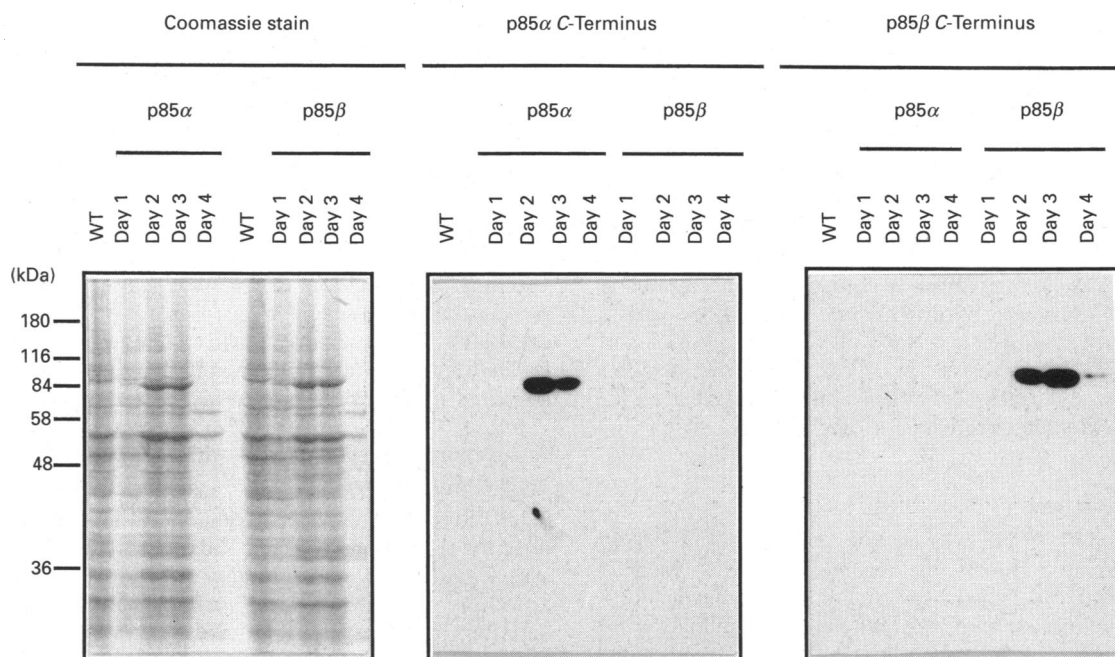 Coomassie stain
p85α C-Terminus
p85β C-Terminus
p85α p85β
p85α p85β
p85α p85β
WT Day 1 Day 2 Day 3 Day 4 WT Day 1 Day 2 Day 3 Day 4
WT Day 1 Day 2 Day 3 Day 4 Day 1 Day 2 Day 3 Day 4
WT Day 1 Day 2 Day 3 Day 4 Day 1 Day 2 Day 3 Day 4
(kDa)
180
116
84
58
48
36